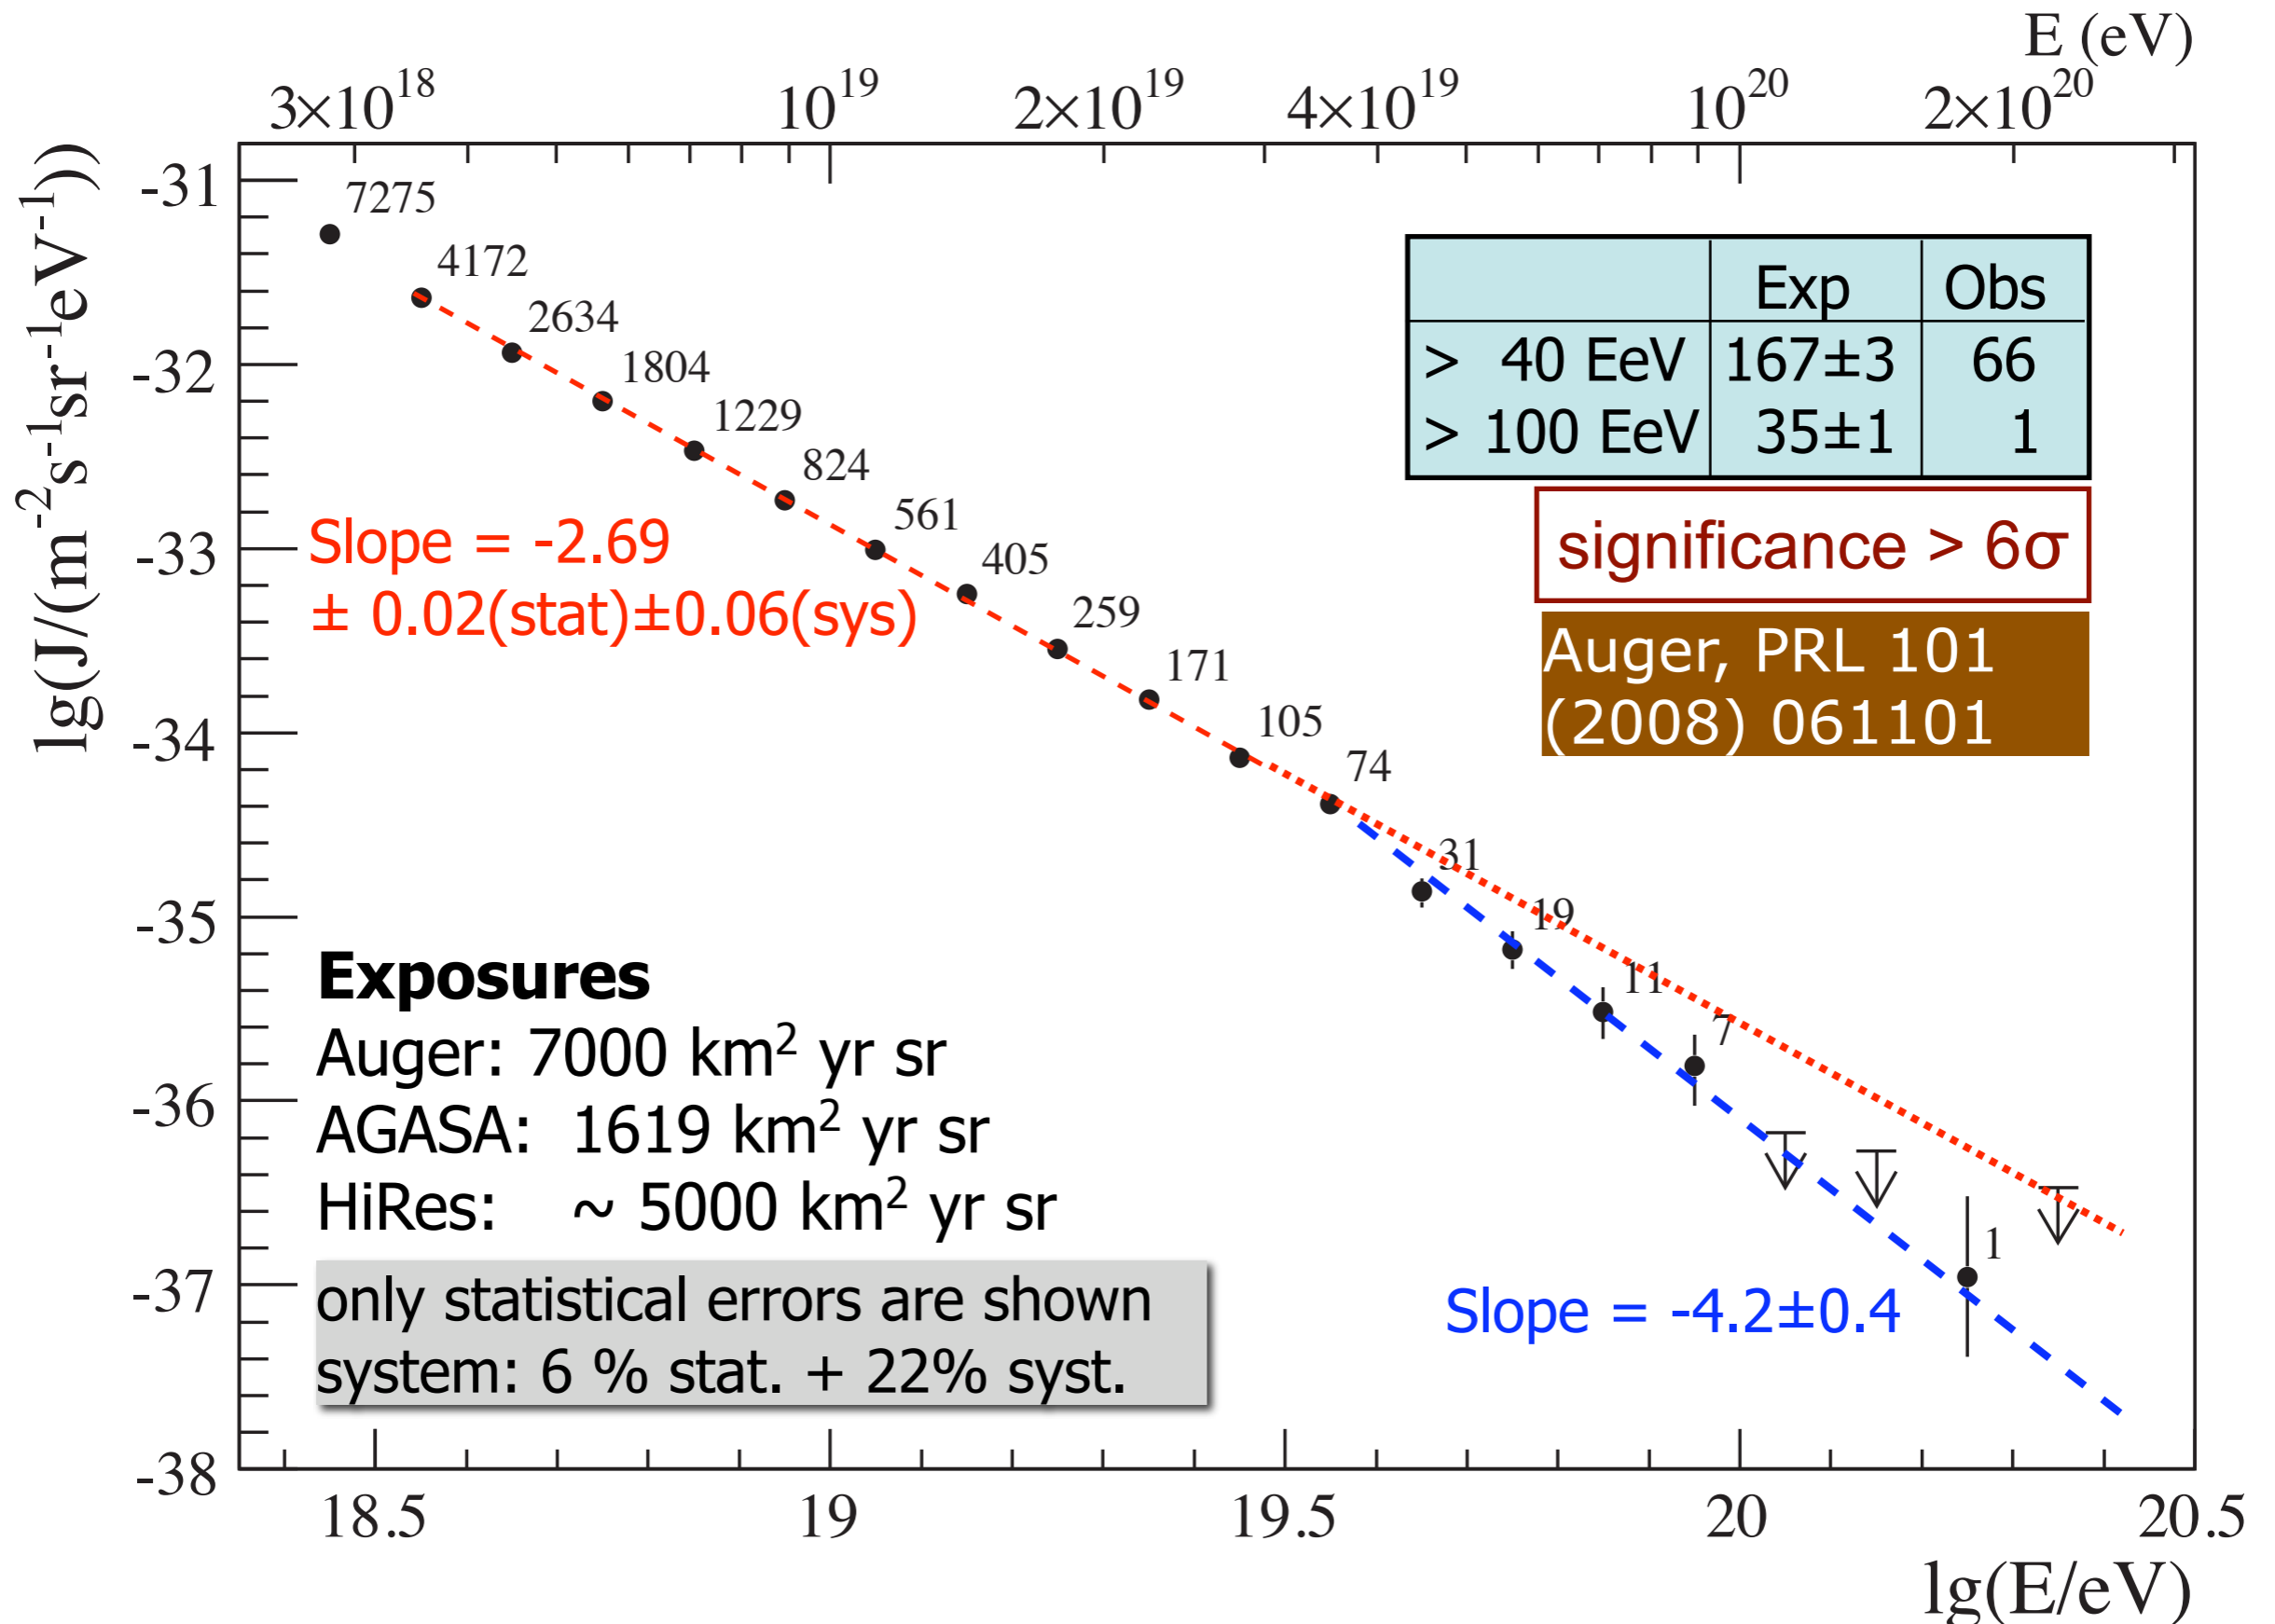 E (eV)
3×10^18 10^19 2×10^19 4×10^19 10^20 2×10^20
lg(J/(m^-2 s^-1 sr^-1 eV^-1))
-31
-32
-33
-34
-35
-36
-37
-38
7275
4172
2634
1804
1229
824
561
405
259
171
105
74
31
19
11
7
1
Exp Obs
> 40 EeV 167±3 66
> 100 EeV 35±1 1
significance > 6σ
Auger, PRL 101
(2008) 061101
Slope = -2.69
± 0.02(stat)±0.06(sys)
Exposures
Auger: 7000 km² yr sr
AGASA: 1619 km² yr sr
HiRes: ~ 5000 km² yr sr
only statistical errors are shown
system: 6 % stat. + 22% syst.
Slope = -4.2±0.4
18.5 19 19.5 20 20.5
lg(E/eV)